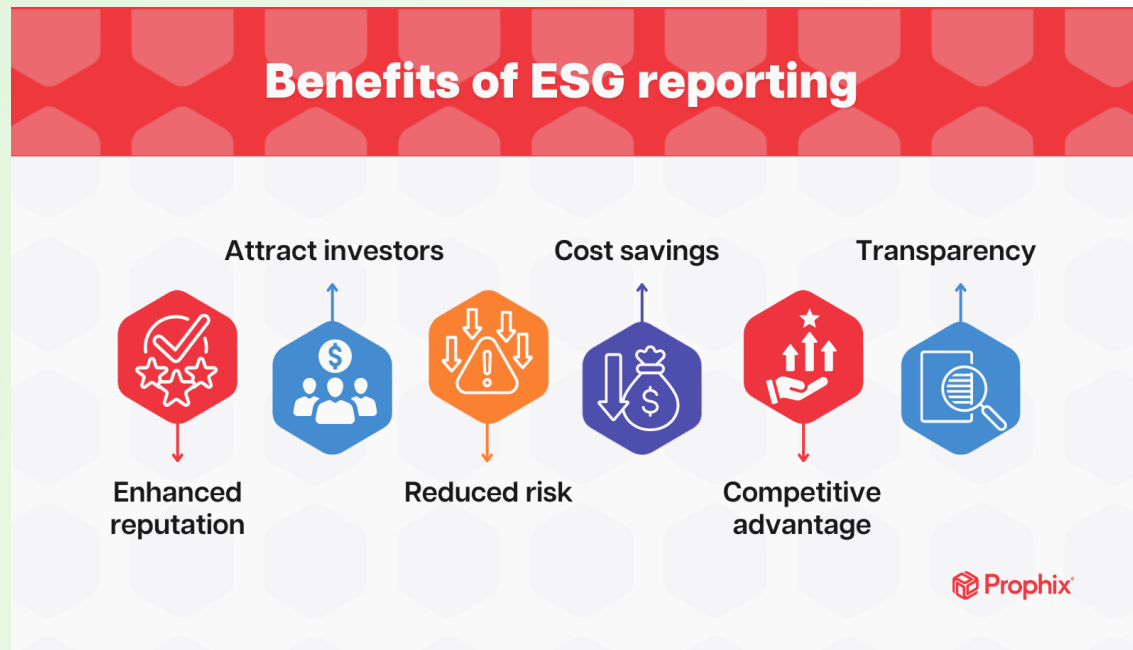 Benefits of ESG reporting
Attract investors
Cost savings
Transparency
$
$
Enhanced
reputation
Reduced risk
Competitive
advantage
Prophix